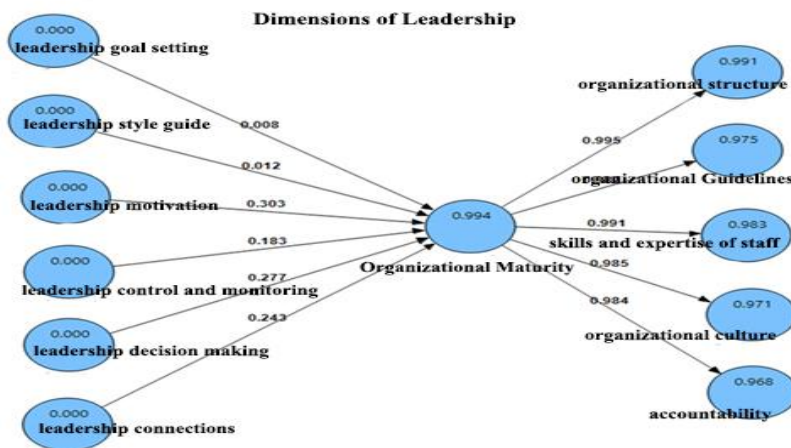 Dimensions of Leadership
0.000
leadership goal setting
0.000
leadership style guide
0.000
leadership motivation
0.000
leadership control and monitoring
0.000
leadership decision making
0.000
leadership connections
0.008
0.012
0.303
0.183
0.277
0.243
0.994
Organizational Maturity
0.995
0.991
0.985
0.984
0.991
organizational structure
0.975
organizational Guidelines
0.983
skills and expertise of staff
0.971
organizational culture
0.968
accountability